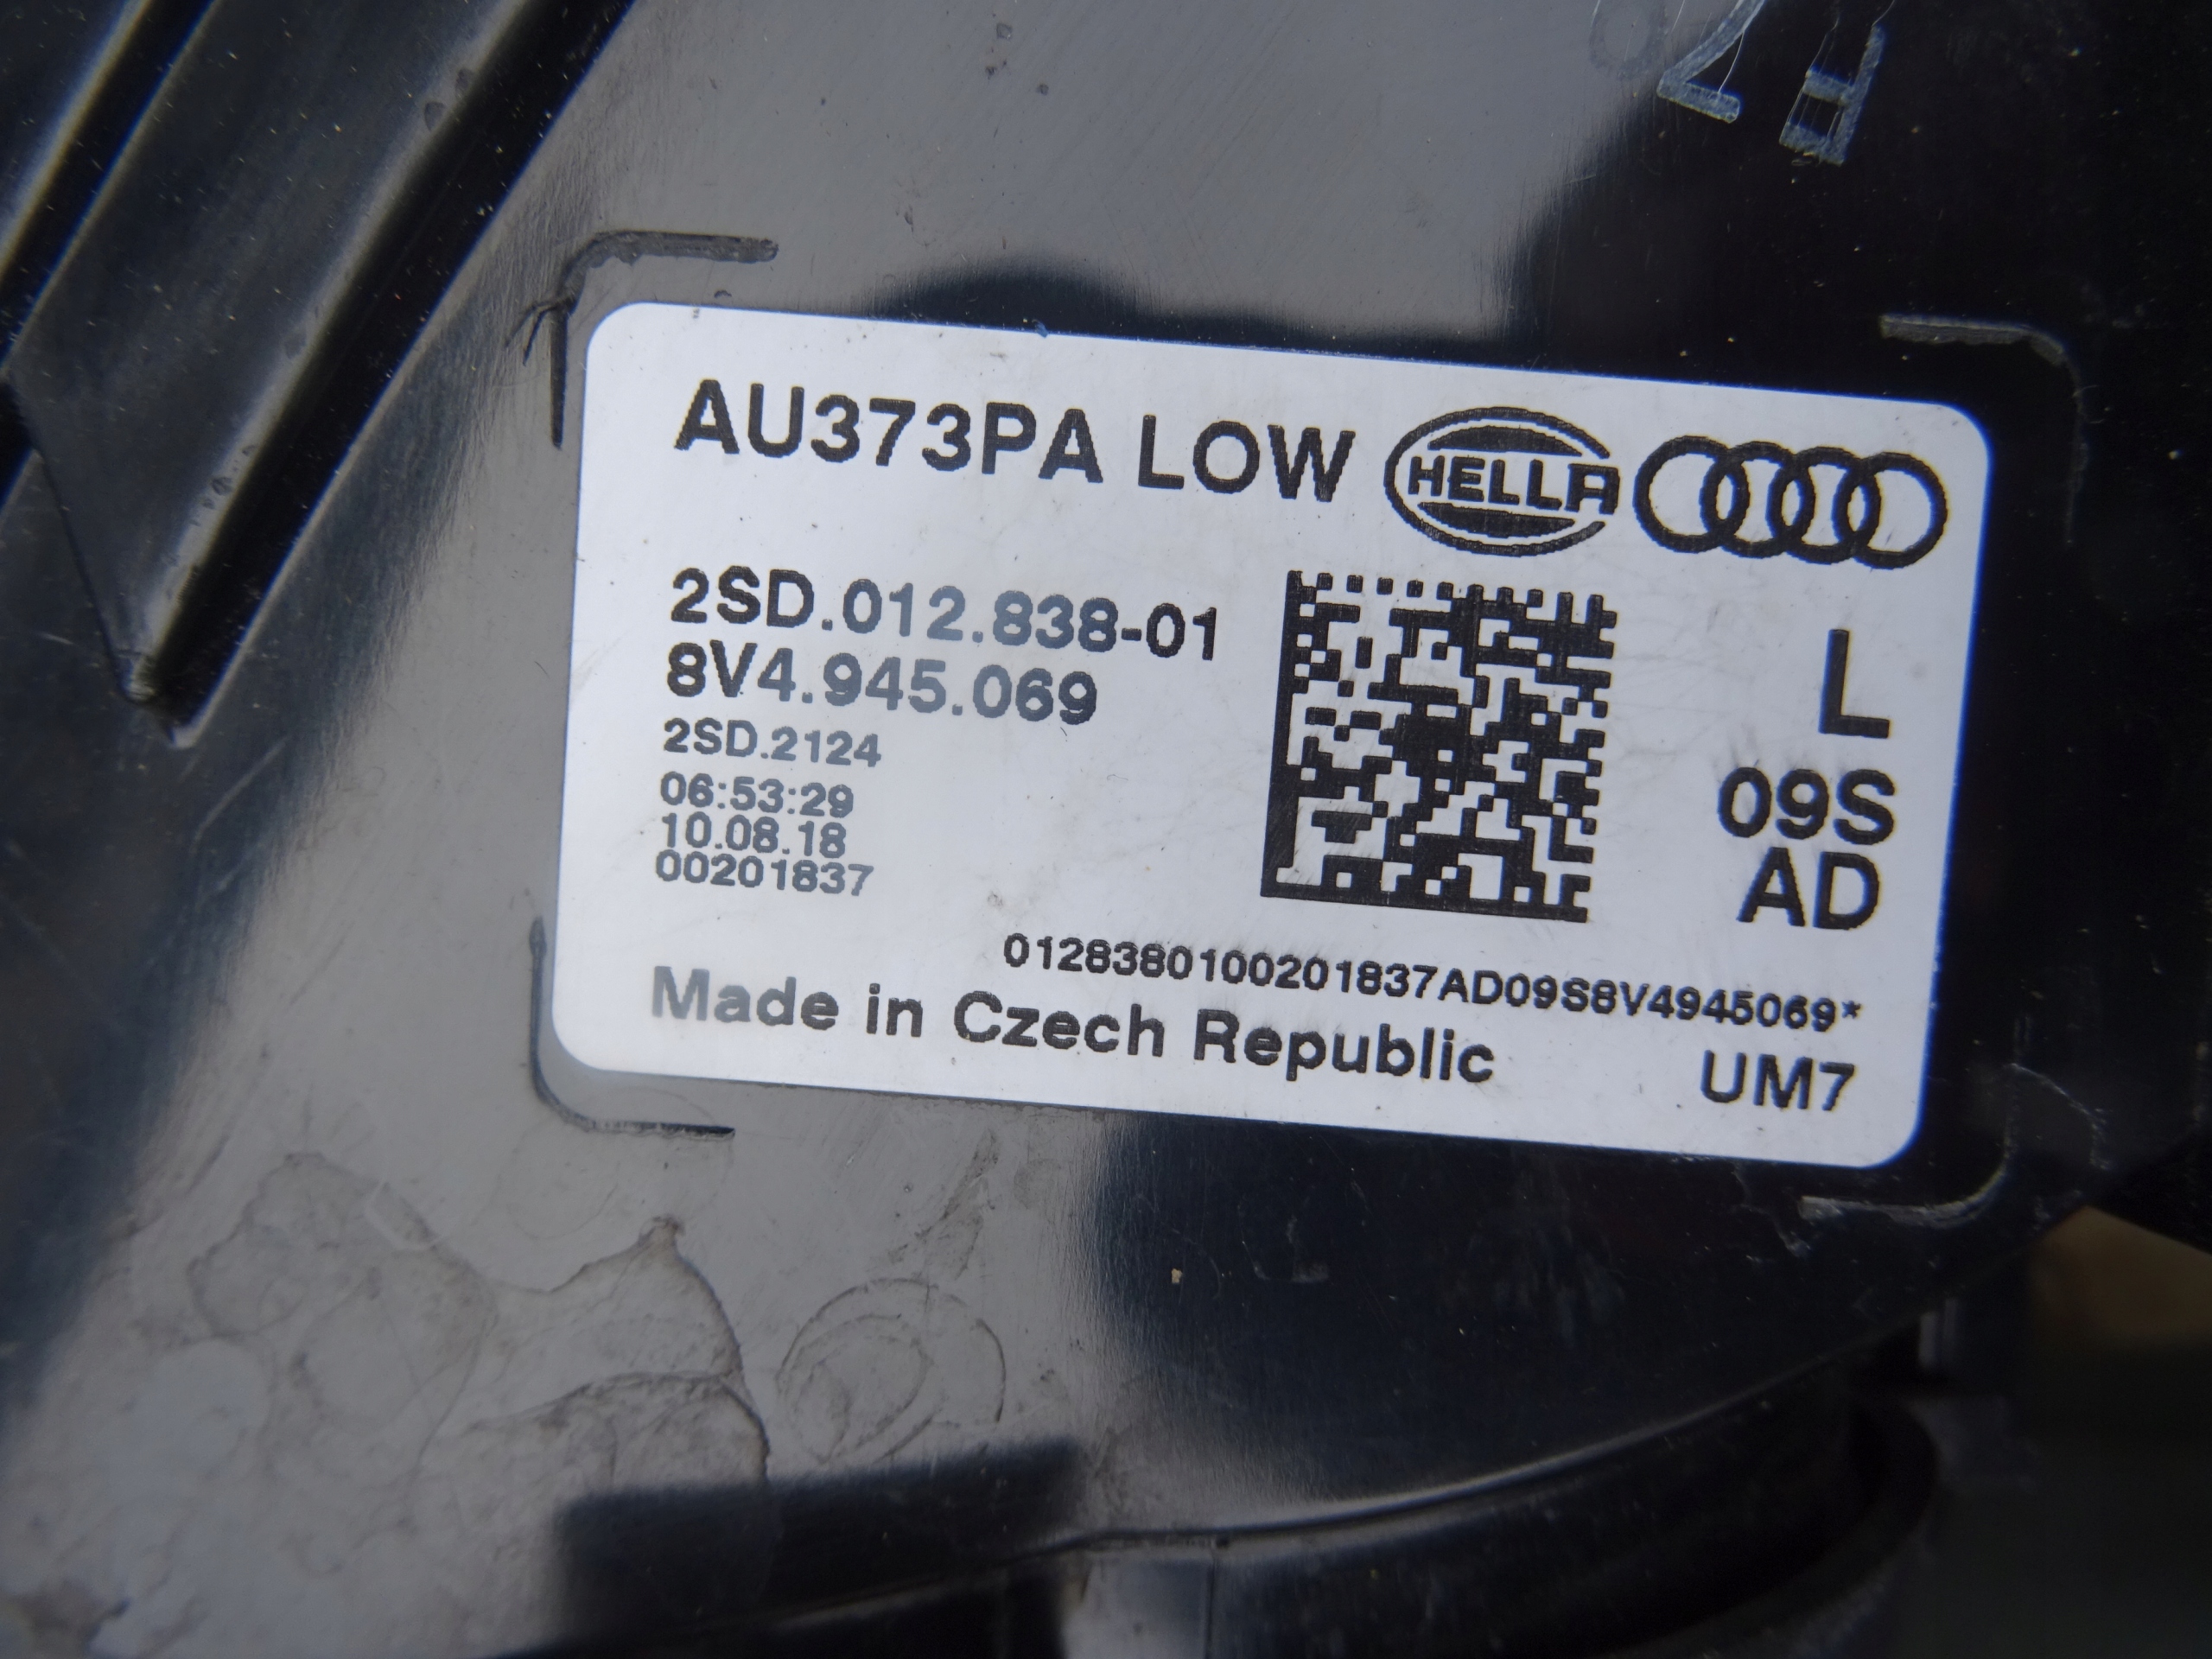 AU373PA LOW HELLA
2SD.012.838-01
8V4.945.069
2SD.2124
06:53:29
10.08.18
00201837
L
09S
AD
0128380100201837AD09S8V4945069*
Made in Czech Republic
UM7